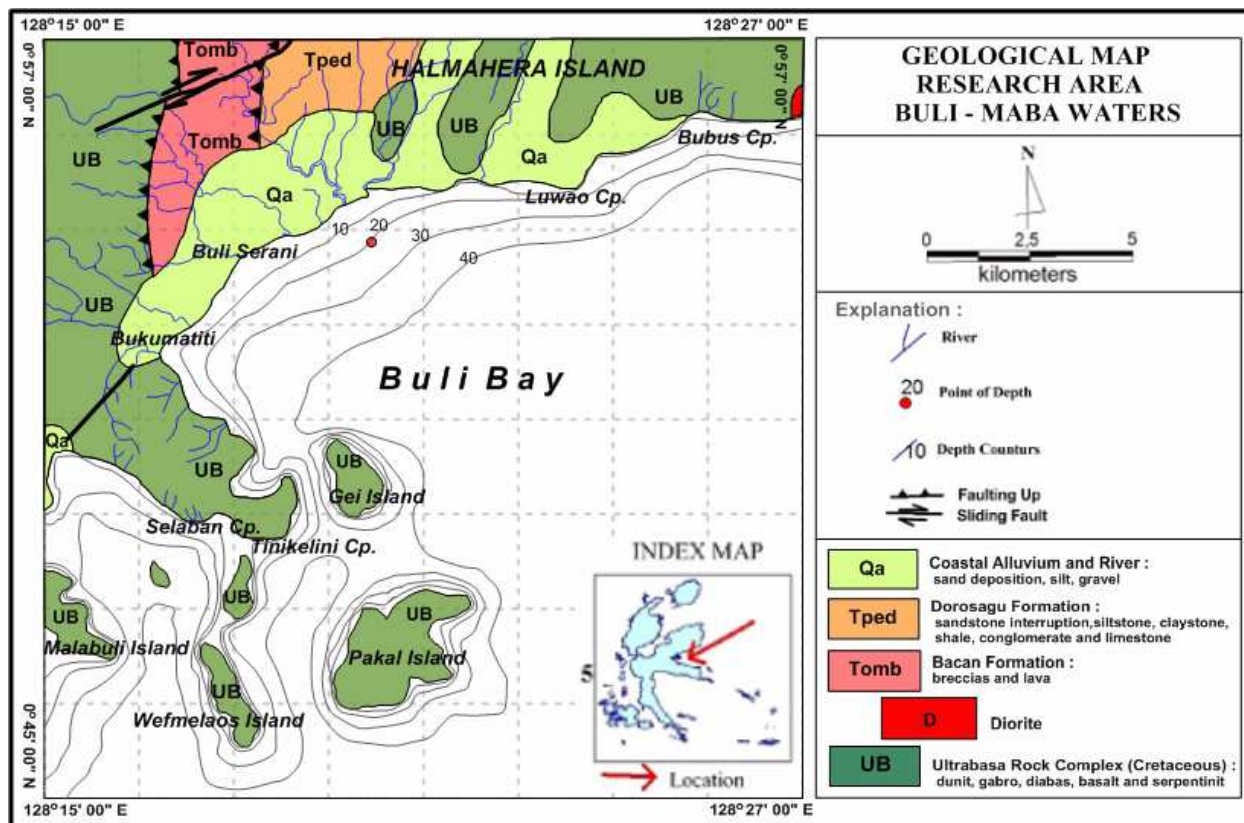 128° 15' 00" E
128° 27' 00" E
0° 57' 00" N
0° 57' 00" N
Tomb
Tped
HALMAHERA ISLAND
UB
UB
UB
UB
Tomb
Bubus Cp.
Qa
Qa
Luwao Cp.
10
20
30
40
Buli Serani
UB
Bukumatiti
Buli Bay
Qa
UB
UB
Gei Island
Selaban Cp.
Tinikelini Cp.
UB
UB
UB
Malabuli Island
Pakal Island
UB
Wefmelaos Island
0° 45' 00" N
0° 45' 00" N
128° 15' 00" E
128° 27' 00" E
INDEX MAP
Location
GEOLOGICAL MAP
RESEARCH AREA
BULI - MABA WATERS
N
0 2,5 5
kilometers
Explanation :
River
20
Point of Depth
10
Depth Counturs
Faulting Up
Sliding Fault
Qa
Coastal Alluvium and River :
sand deposition, silt, gravel
Tped
Dorosagu Formation :
sandstone interruption,siltstone, claystone,
shale, conglomerate and limestone
Tomb
Bacan Formation :
breccias and lava
D
Diorite
UB
Ultrabasa Rock Complex (Cretaceous) :
dunit, gabro, diabas, basalt and serpentinit